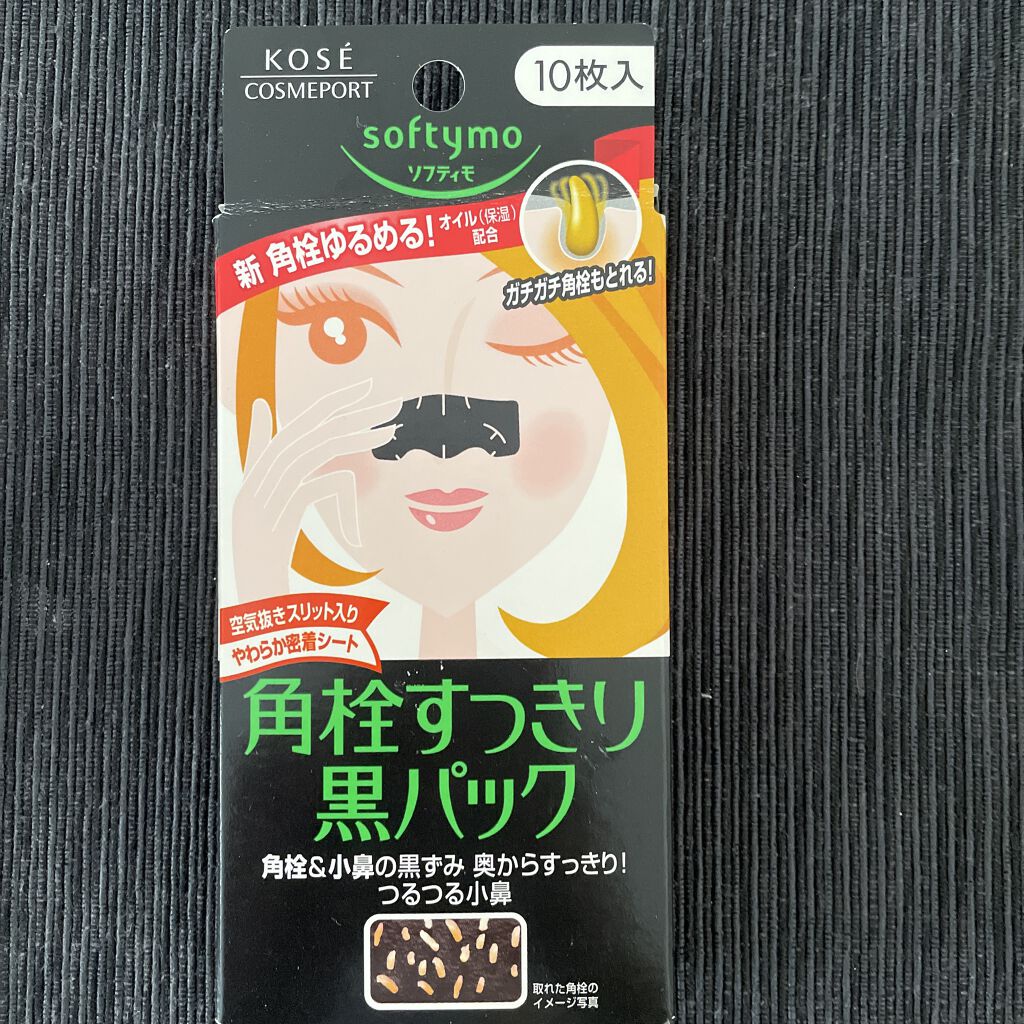 KOSÉ
COSMEPORT
10枚入
softymo
ソフティモ
新 角栓ゆるめる! オイル(保湿)
配合
ガチガチ角栓もとれる!
空気抜きスリット入り
やわらか密着シート
角栓すっきり
黒パック
角栓&小鼻の黒ずみ 奥からすっきり!
つるつる小鼻
取れた角栓の
イメージ写真